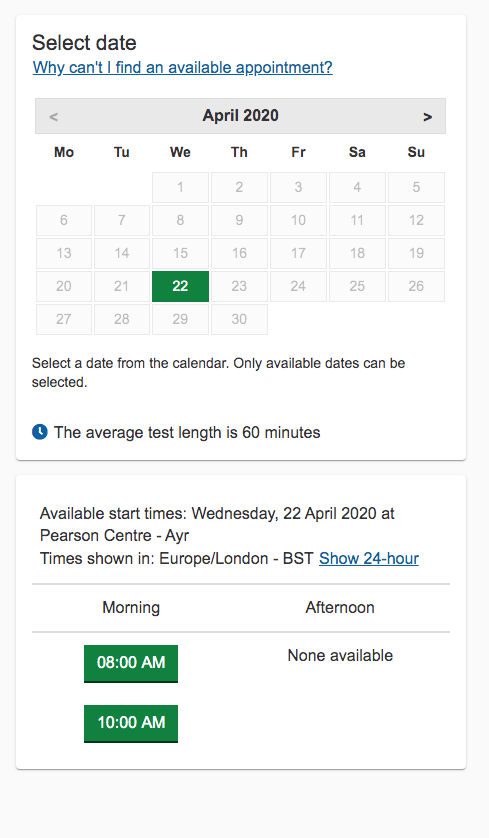 Select date
Why can't I find an available appointment?
< April 2020 >
Mo Tu We Th Fr Sa Su
1 2 3 4 5
6 7 8 9 10 11 12
13 14 15 16 17 18 19
20 21 22 23 24 25 26
27 28 29 30
Select a date from the calendar. Only available dates can be
selected.
The average test length is 60 minutes
Available start times: Wednesday, 22 April 2020 at
Pearson Centre - Ayr
Times shown in: Europe/London - BST Show 24-hour
Morning Afternoon
08:00 AM None available
10:00 AM